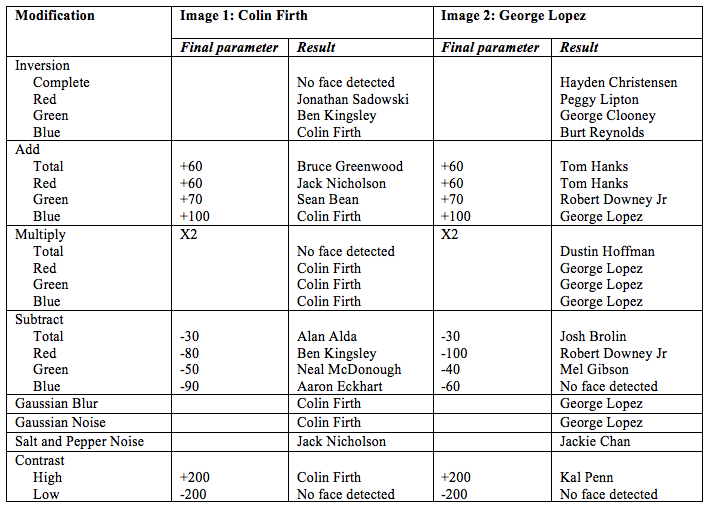 Modification Image 1: Colin Firth Image 2: George Lopez
Final parameter Result Final parameter Result
Inversion
Complete No face detected Hayden Christensen
Red Jonathan Sadowski Peggy Lipton
Green Ben Kingsley George Clooney
Blue Colin Firth Burt Reynolds
Add
Total +60 Bruce Greenwood +60 Tom Hanks
Red +60 Jack Nicholson +60 Tom Hanks
Green +70 Sean Bean +70 Robert Downey Jr
Blue +100 Colin Firth +100 George Lopez
Multiply X2 X2
Total No face detected Dustin Hoffman
Red Colin Firth George Lopez
Green Colin Firth George Lopez
Blue Colin Firth George Lopez
Subtract
Total -30 Alan Alda -30 Josh Brolin
Red -80 Ben Kingsley -100 Robert Downey Jr
Green -50 Neal McDonough -40 Mel Gibson
Blue -90 Aaron Eckhart -60 No face detected
Gaussian Blur Colin Firth George Lopez
Gaussian Noise Colin Firth George Lopez
Salt and Pepper Noise Jack Nicholson Jackie Chan
Contrast
High +200 Colin Firth +200 Kal Penn
Low -200 No face detected -200 No face detected